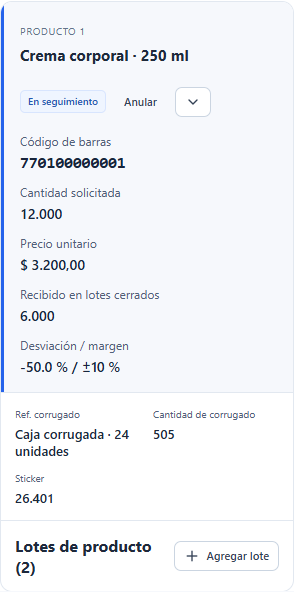 PRODUCTO 1
Crema corporal · 250 ml
En seguimiento
Anular
Código de barras
770100000001
Cantidad solicitada
12.000
Precio unitario
$ 3.200,00
Recibido en lotes cerrados
6.000
Desviación / margen
-50.0 % / ±10 %
Ref. corrugado
Caja corrugada · 24
unidades
Cantidad de corrugado
505
Sticker
26.401
Lotes de producto
(2)
Agregar lote